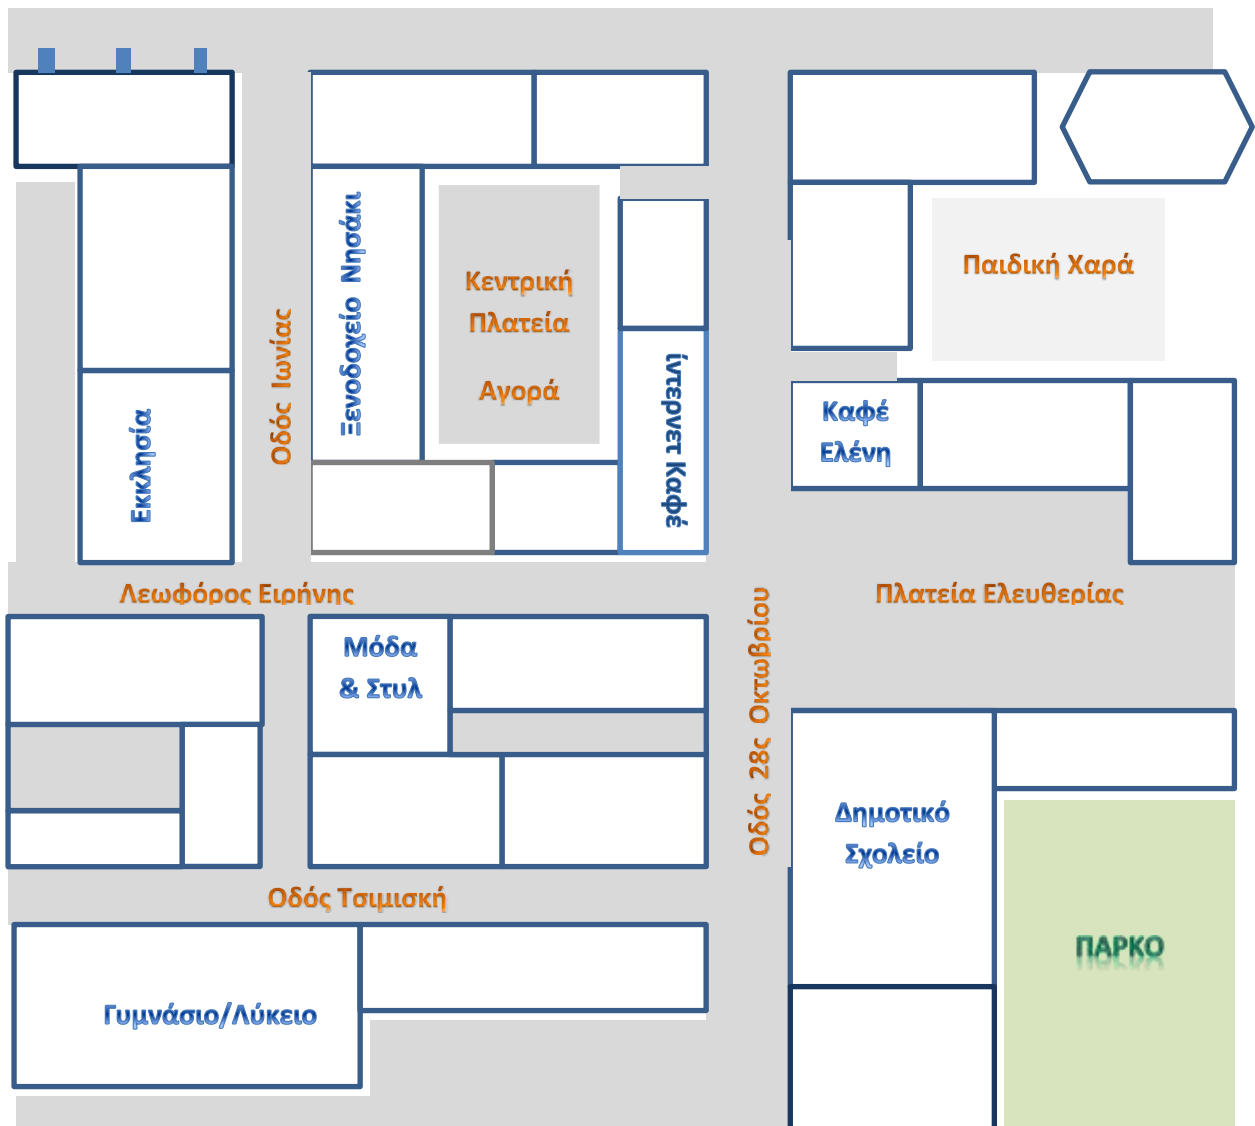 Ξενοδοχείο Νησάκι
Κεντρική
Πλατεία
Αγορά
Παιδική Χαρά
Οδός Ιωνίας
ίντερνετ Καφέ
Καφέ
Ελένη
Εκκλησία
Λεωφόρος Ειρήνης
Πλατεία Ελευθερίας
Μόδα
& Στυλ
Οδός 28ς Οκτωβρίου
Δημοτικό
Σχολείο
Οδός Τσιμισκή
ΠΑΡΚΟ
Γυμνάσιο/Λύκειο